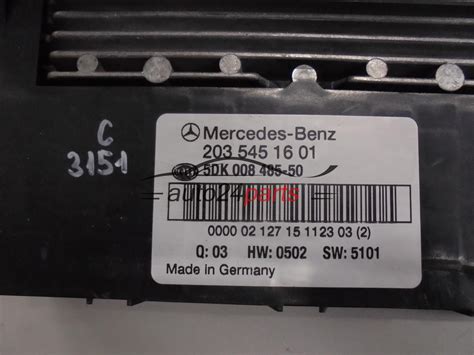 C
3151
Mercedes-Benz
203 545 16 01
5DK 008 485-50
auto24parts
0000 02 127 15 1123 03 (2)
Q: 03 HW: 0502 SW: 5101
Made in Germany